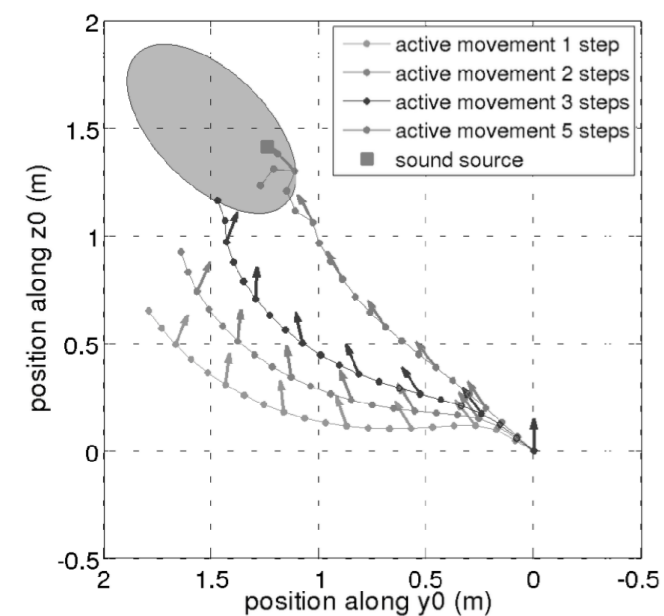 2
1.5
1
0.5
0
-0.5
position along z0 (m)
active movement 1 step
active movement 2 steps
active movement 3 steps
active movement 5 steps
sound source
2
1.5
1
0.5
0
-0.5
position along y0 (m)